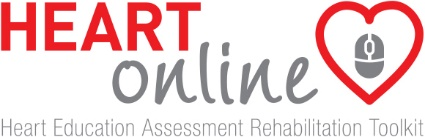 HEART
online
Heart Education Assessment Rehabilitation Toolkit